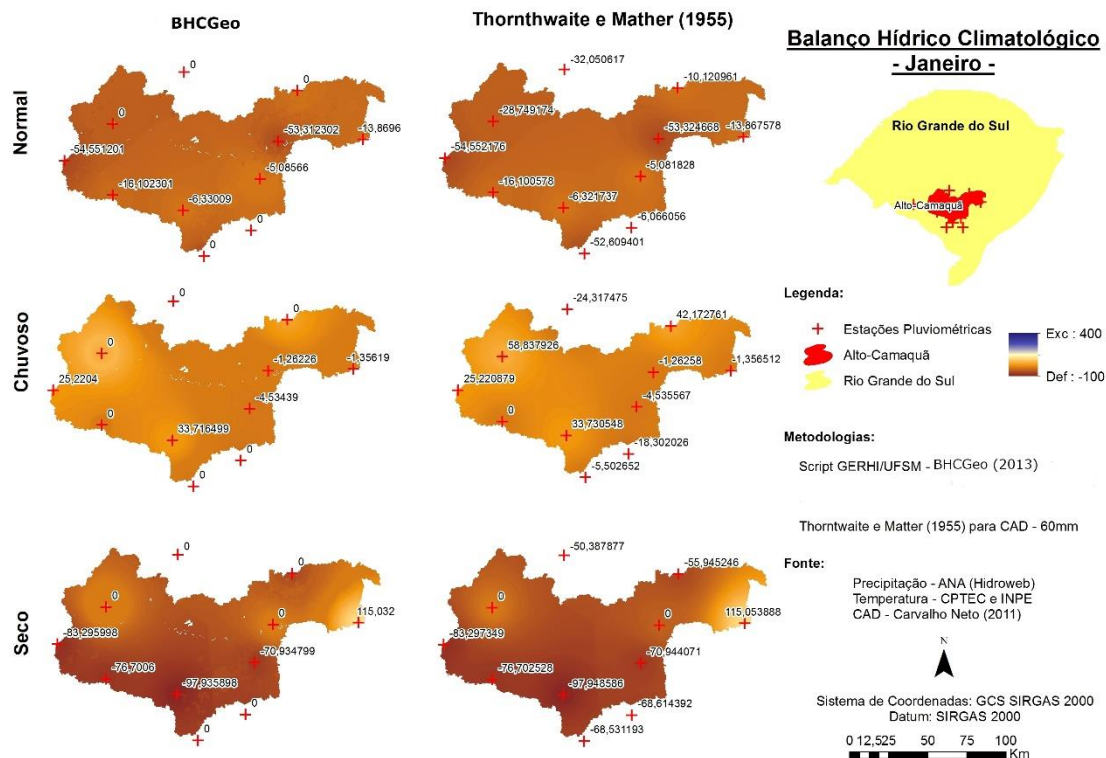 BHCGeo
Thornthwaite e Mather (1955)
Balanço Hídrico Climatológico
- Janeiro -
Normal
0
0
0
-53,312302
-13,8696
-54,551201
-5,08566
-16,102301
-6,33009
0
0
-32,050617
-10,120961
-28,749174
-53,324668
-13,867578
-54,552176
-5,081828
-16,100578
-6,321737
-6,066056
-52,609401
Rio Grande do Sul
Alto-Camaquã
Chuvoso
0
0
0
-1,26226
-1,35619
25,2204
-4,53439
0
33,716499
0
0
-24,317475
42,172761
58,837926
-1,26258
-1,356512
25,220879
-4,535567
0
33,730548
-18,302026
-5,502652
Legenda:
Estações Pluviométricas
Alto-Camaquã
Rio Grande do Sul
Exc : 400
Def : -100
Metodologias:
Script GERHI/UFSM - BHCGeo (2013)
Thorntwaite e Matter (1955) para CAD - 60mm
Seco
0
0
0
0
115,032
-83,295998
-70,934799
-76,7006
-97,935898
0
0
-50,387877
-55,945246
0
0
115,053888
-83,297349
-70,944071
-76,702528
-97,948586
-68,614392
-68,531193
Fonte:
Precipitação - ANA (Hidroweb)
Temperatura - CPTEC e INPE
CAD - Carvalho Neto (2011)
N
Sistema de Coordenadas: GCS SIRGAS 2000
Datum: SIRGAS 2000
0 12,525 50 75 100
Km